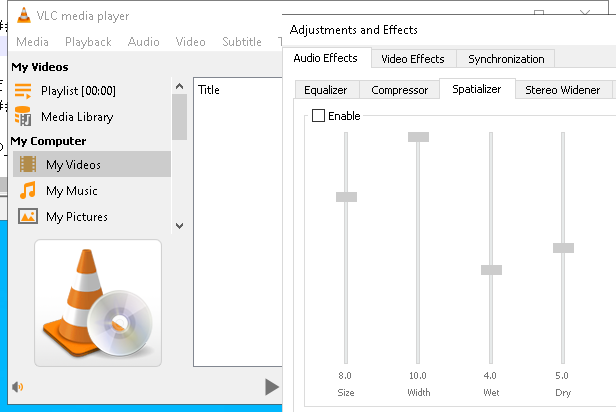 VLC media player
Media Playback Audio Video Subtitle
My Videos
Playlist [00:00]
Media Library
My Computer
My Videos
My Music
My Pictures
Title
Adjustments and Effects
Audio Effects Video Effects Synchronization
Equalizer Compressor Spatializer Stereo Widener
Enable
8.0 10.0 4.0 5.0
Size Width Wet Dry